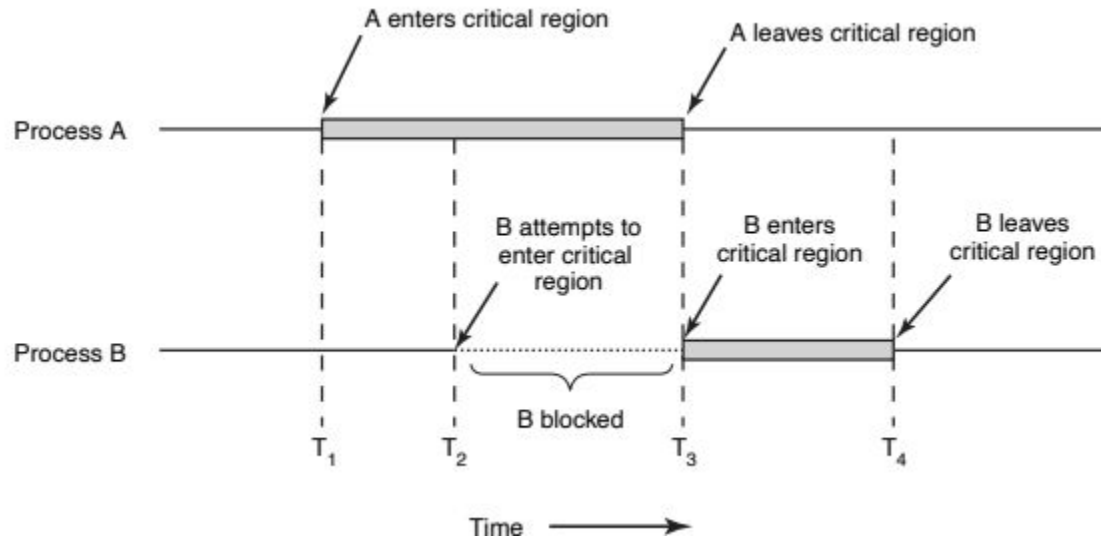 A enters critical region
A leaves critical region
Process A
B attempts to
enter critical
region
B enters
critical region
B leaves
critical region
Process B
B blocked
T₁
T₂
T₃
T₄
Time